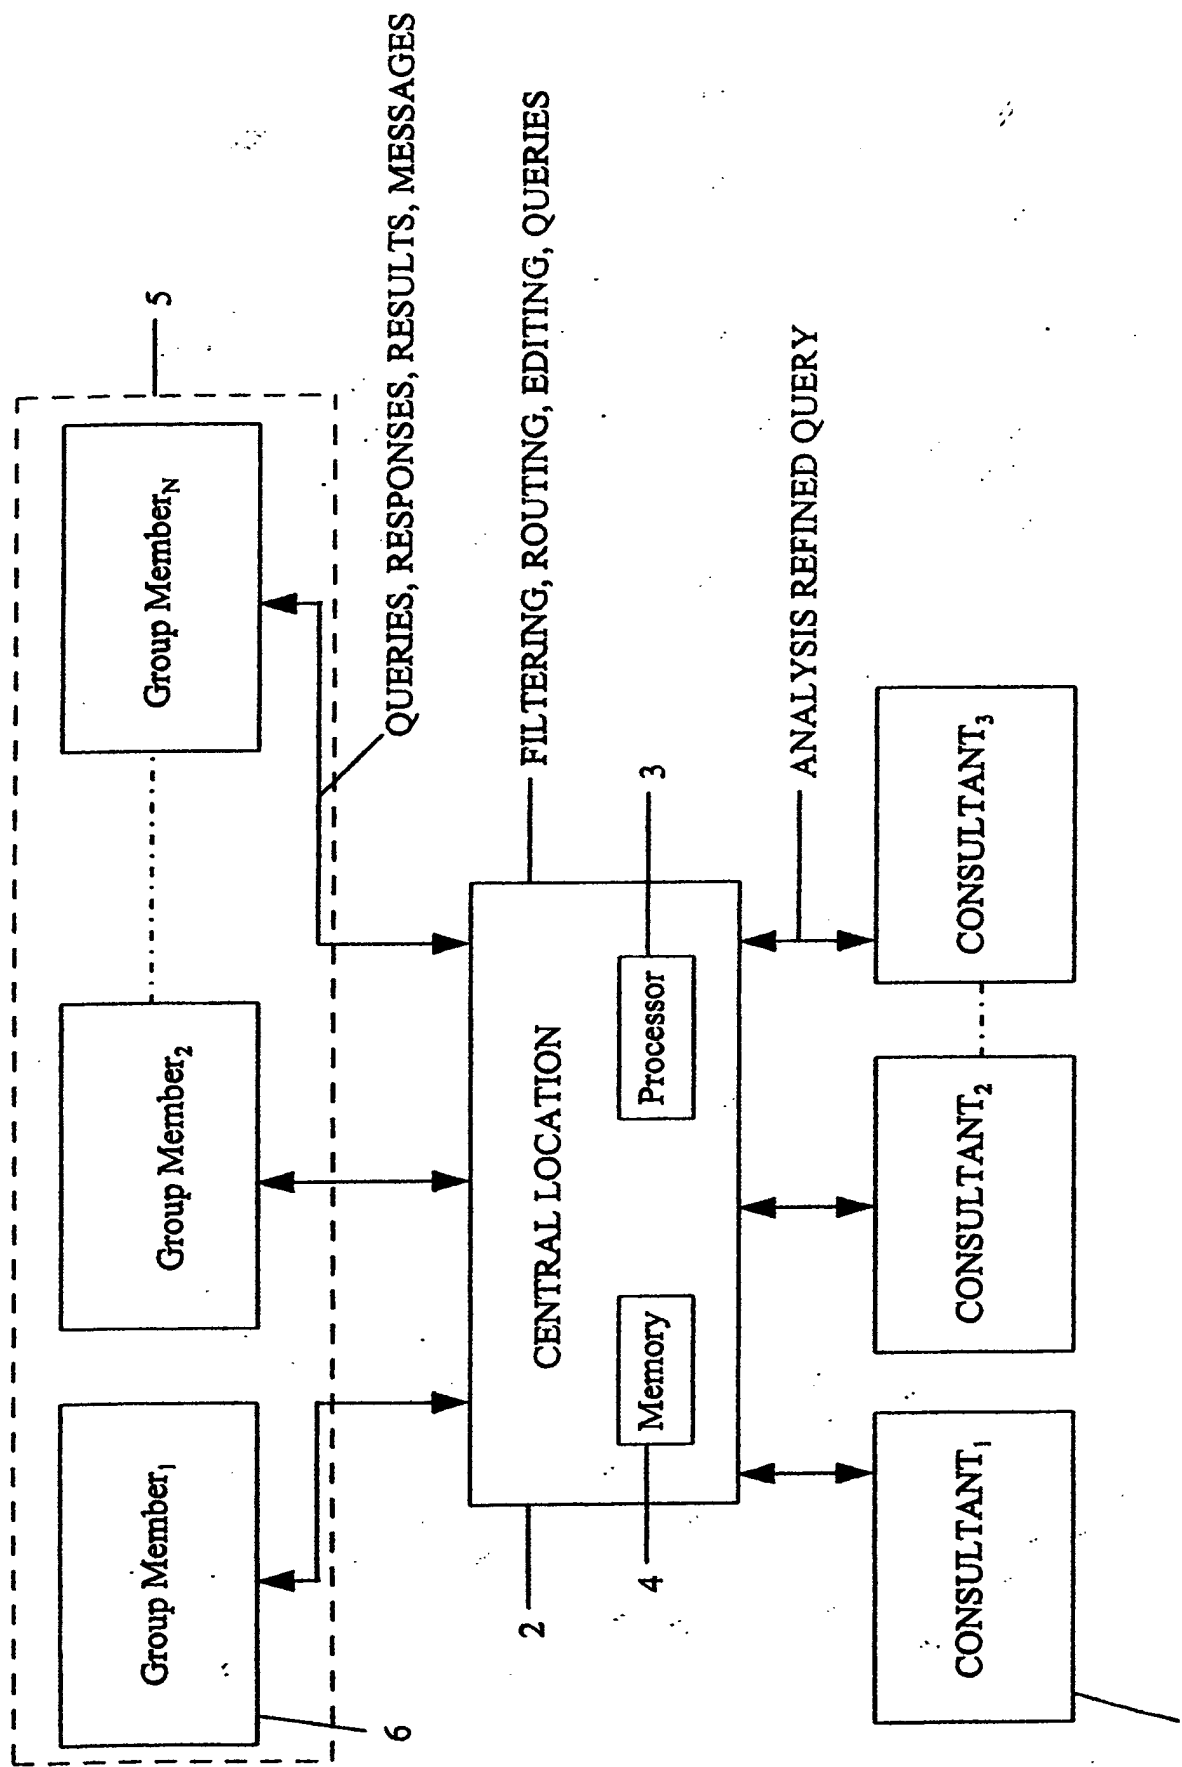 5
Group Member1
Group Member2
Group MemberN
6
QUERIES, RESPONSES, RESULTS, MESSAGES
2
CENTRAL LOCATION
FILTERING, ROUTING, EDITING, QUERIES
4
Memory
Processor
3
ANALYSIS REFINED QUERY
CONSULTANT1
CONSULTANT2
CONSULTANT3